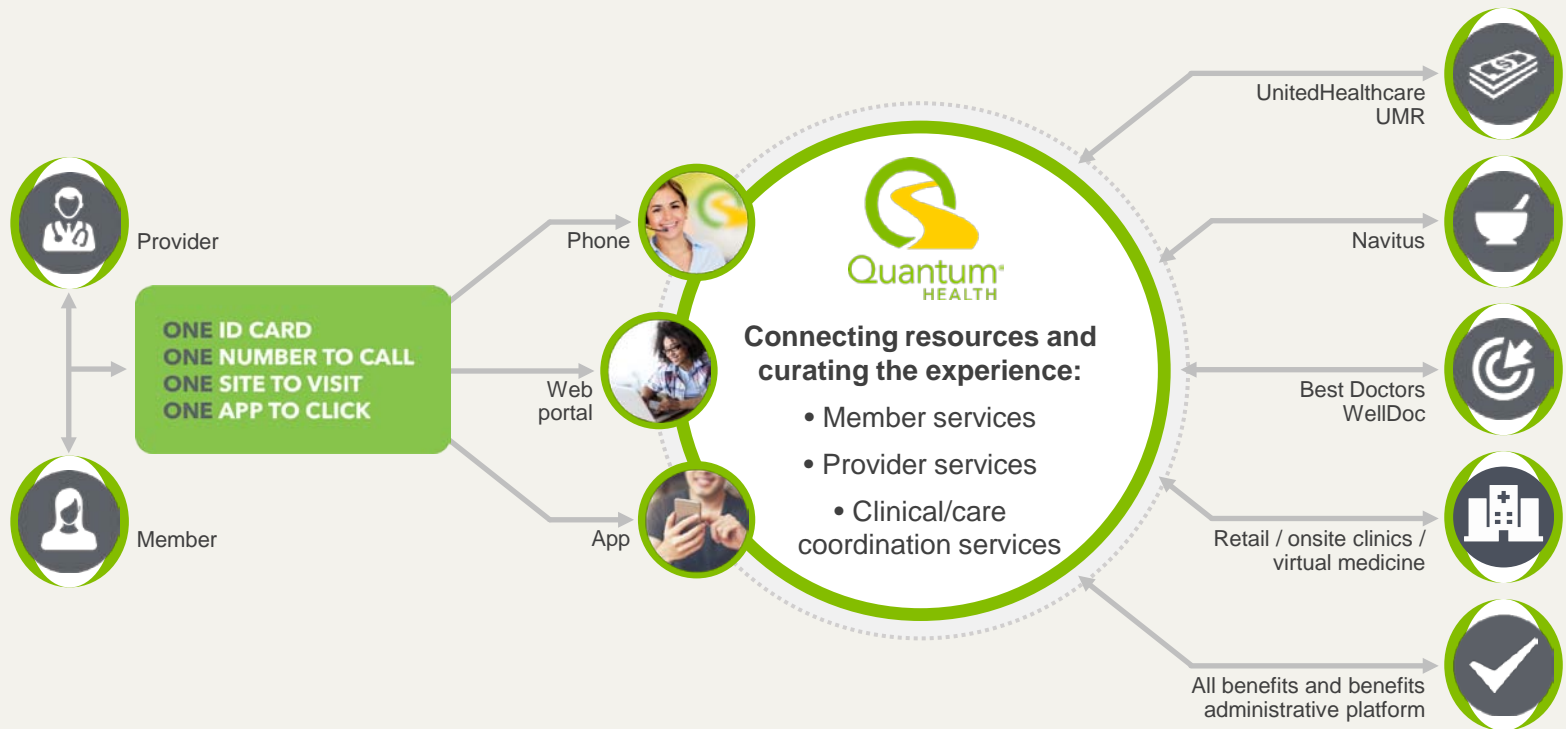 Provider
Member
ONE ID CARD
ONE NUMBER TO CALL
ONE SITE TO VISIT
ONE APP TO CLICK
Phone
Web
portal
App
Quantum®
HEALTH
Connecting resources and
curating the experience:
• Member services
• Provider services
• Clinical/care
coordination services
UnitedHealthcare
UMR
Navitus
Best Doctors
WellDoc
Retail / onsite clinics /
virtual medicine
All benefits and benefits
administrative platform